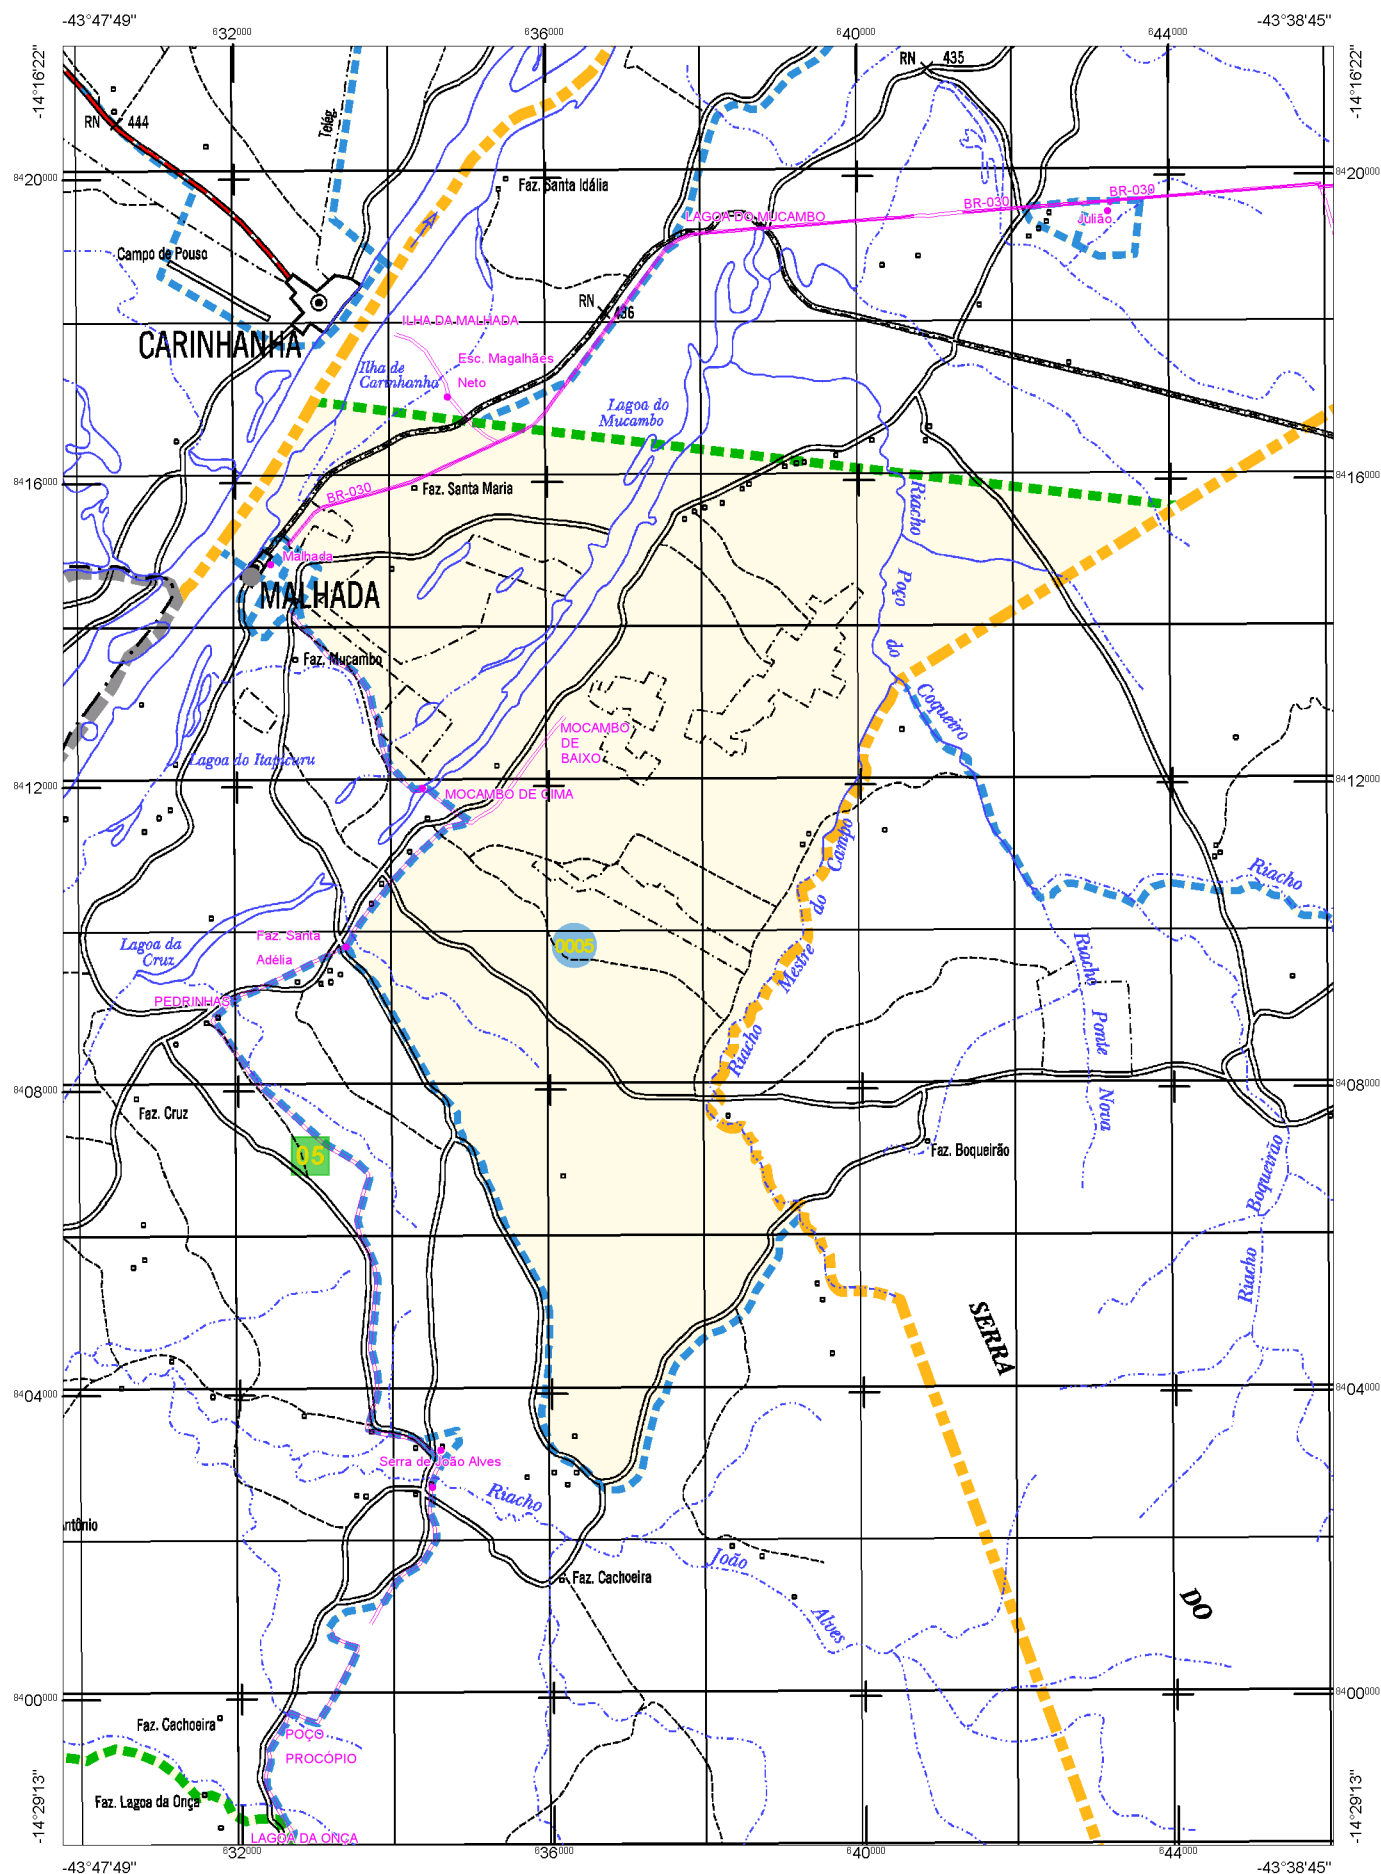 -43°47'49"
-43°38'45"
632000
636000
640000
644000
-14°16'22"
-14°16'22"
RN 435
RN 444
Telég.
8420000
8420000
Faz. Santa Idália
BR-030
BR-030
Julião
LAGOA DO MUCAMBO
Campo de Pouso
RN 436
CARINHANHA
ILHA DA MALHADA
Esc. Magalhães
Neto
Ilha de
Carinhanha
Lagoa do
Mucambo
8416000
8416000
Faz. Santa Maria
BR-030
Riacho
Malhada
MALHADA
Poço
do
Faz. Mucambo
Coqueiro
MOCAMBO
DE
BAIXO
Lagoa do Itaicuru
8412000
8412000
MOCAMBO DE CIMA
Campo
do
Mestre
Riacho
Riacho
Faz. Santa
Adélia
Lagoa da
Cruz
0005
Riacho
Ponte
Nova
PEDRINHAS
8408000
8408000
Faz. Cruz
05
Faz. Boqueirão
Boqueirão
Riacho
SERRA
8404000
8404000
Serra de João Alves
Riacho
ntônio
João
Faz. Cachoeira
Alves
DO
8400000
8400000
Faz. Cachoeira
POÇO
PROCÓPIO
Faz. Lagoa da Onça
LAGOA DA ONÇA
-14°29'13"
-14°29'13"
632000
636000
640000
644000
-43°47'49"
-43°38'45"